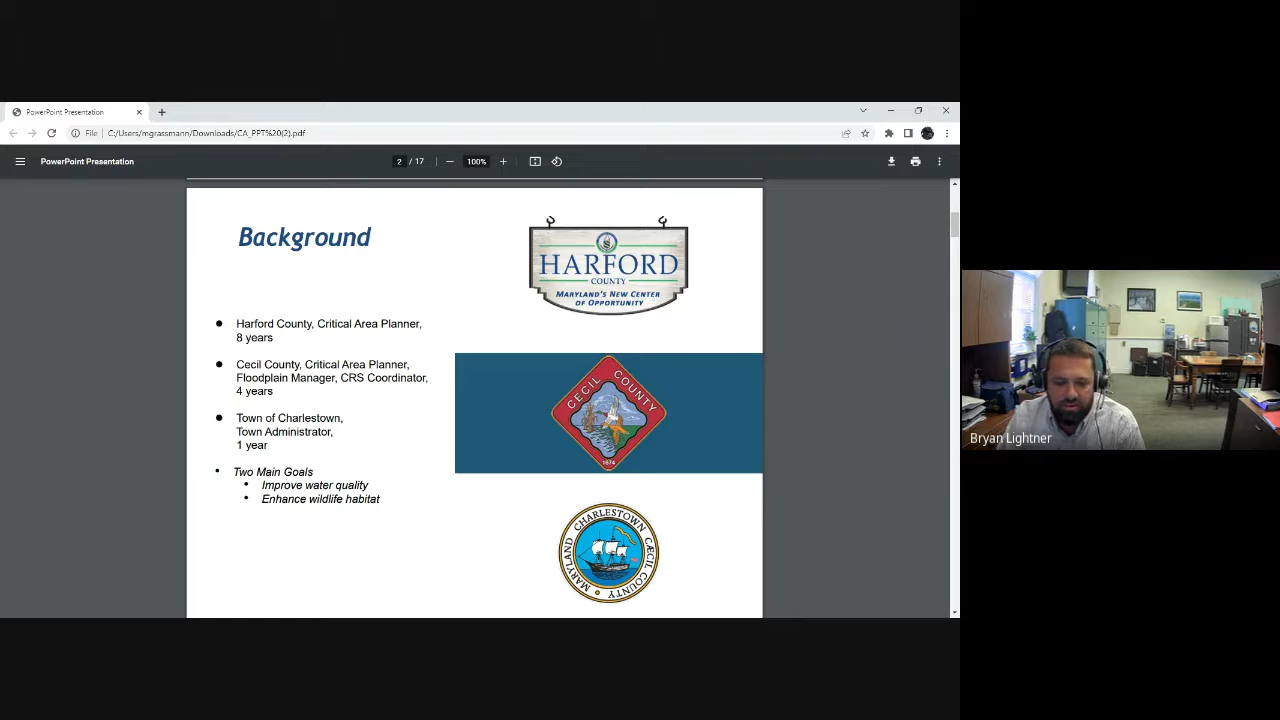 PowerPoint Presentation
File
C:/Users/mgrassmann/Downloads/CA_PPT%20(2).pdf
PowerPoint Presentation
2 / 17
100%
Background
HARFORD
COUNTY
MARYLAND'S NEW CENTER
OF OPPORTUNITY
● Harford County, Critical Area Planner,
8 years
● Cecil County, Critical Area Planner,
Floodplain Manager, CRS Coordinator,
4 years
● Town of Charlestown,
Town Administrator,
1 year
• Two Main Goals
• Improve water quality
• Enhance wildlife habitat
CECIL COUNTY
1674
CHARLESTOWN CÆCIL COUNTY MARYLAND
Bryan Lightner